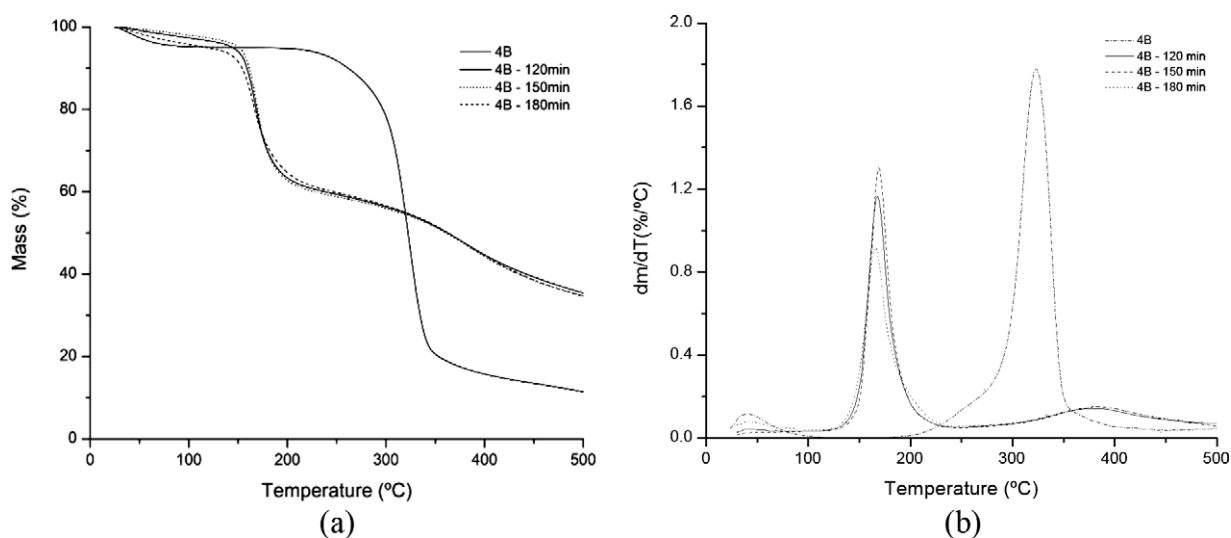 100
80
60
40
20
0
Mass (%)
0
100
200
300
400
500
Temperature (ºC)
4B
4B - 120min
4B - 150min
4B - 180min
(a)
2.0
1.6
1.2
0.8
0.4
0.0
dm/dT(%/ºC)
0
100
200
300
400
500
Temperature (ºC)
4B
4B - 120 min
4B - 150 min
4B - 180 min
(b)